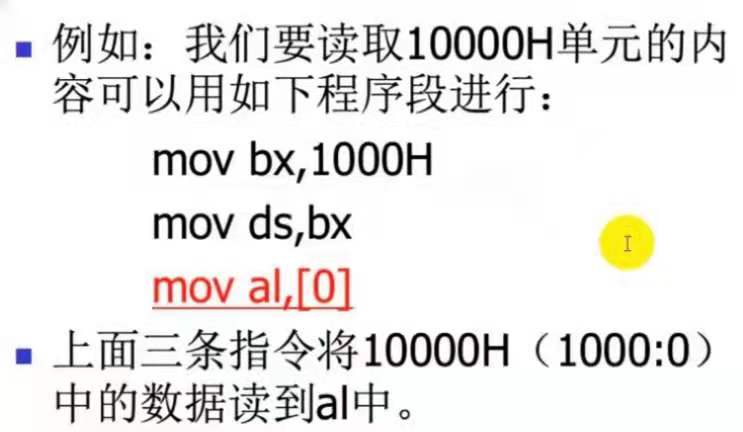 例如：我们要读取10000H单元的内
容可以用如下程序段进行：
mov bx,1000H
mov ds,bx
mov al,[0]
上面三条指令将10000H（1000:0）
中的数据读到al中。